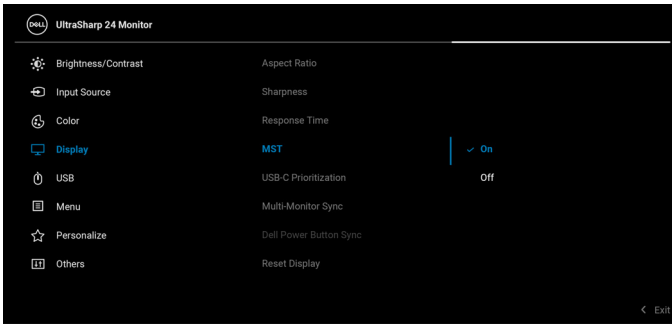 DELL UltraSharp 24 Monitor
Brightness/Contrast Aspect Ratio
Input Source Sharpness
Color Response Time
Display MST On
USB USB-C Prioritization Off
Menu Multi-Monitor Sync
Personalize Dell Power Button Sync
Others Reset Display
Exit